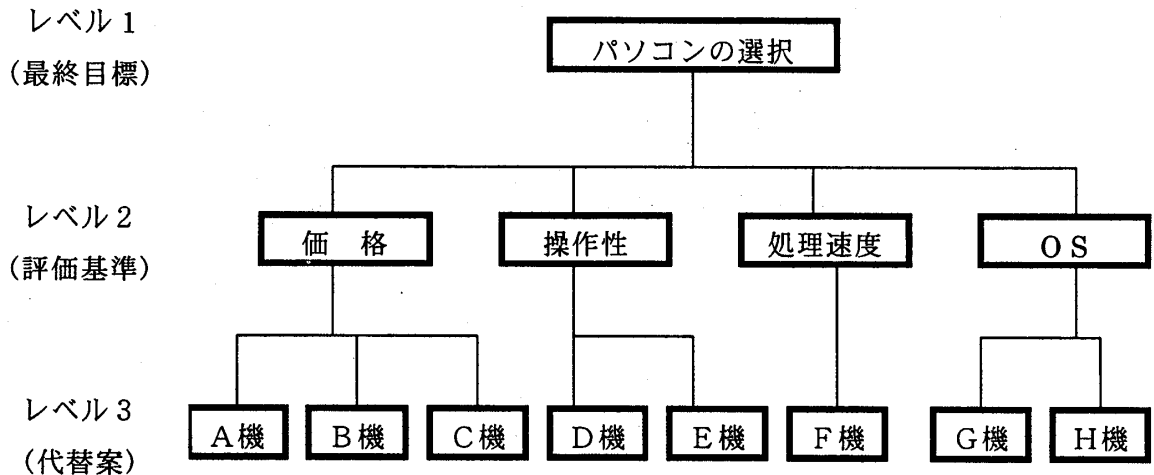 レベル1
(最終目標)
パソコンの選択
レベル2
(評価基準)
価 格
操作性
処理速度
OS
レベル3
(代替案)
A機
B機
C機
D機
E機
F機
G機
H機